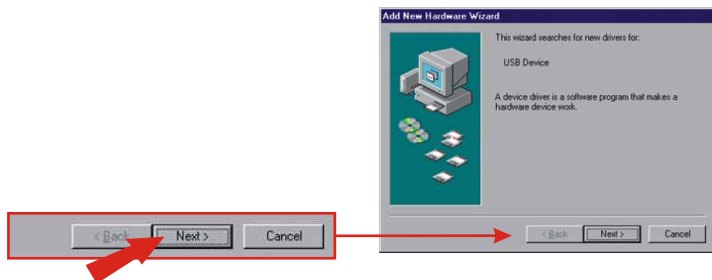 Add New Hardware Wizard
This wizard searches for new drivers for:
USB Device
A device driver is a software program that makes a
hardware device work.
< Back Next > Cancel
< Back Next > Cancel